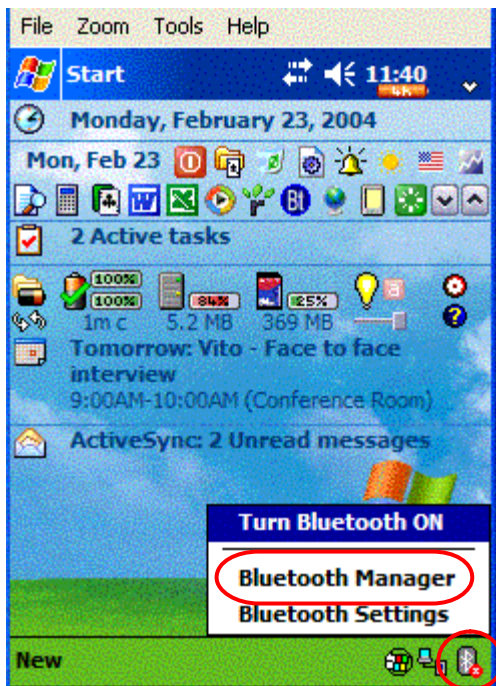 File Zoom Tools Help
Start 11:40
Monday, February 23, 2004
Mon, Feb 23
2 Active tasks
100%
100% 84% 25%
1m c 5.2 MB 369 MB
Tomorrow: Vito - Face to face
interview
9:00AM-10:00AM (Conference Room)
ActiveSync: 2 Unread messages
Turn Bluetooth ON
Bluetooth Manager
Bluetooth Settings
New